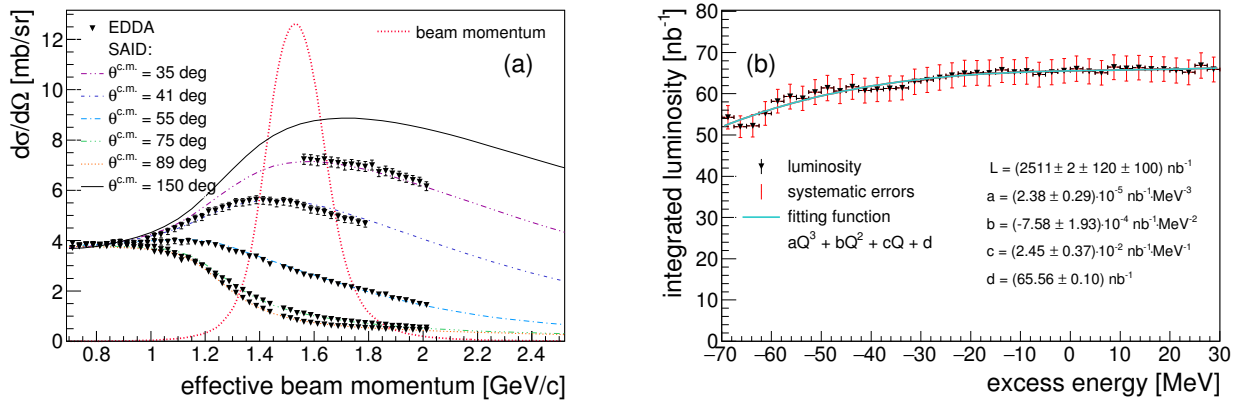 dσ/dΩ [mb/sr]
14
12
10
8
6
4
2
0
EDDA
SAID:
θc.m. = 35 deg
θc.m. = 41 deg
θc.m. = 55 deg
θc.m. = 75 deg
θc.m. = 89 deg
θc.m. = 150 deg
beam momentum
(a)
0.8 1 1.2 1.4 1.6 1.8 2 2.2 2.4
effective beam momentum [GeV/c]
integrated luminosity [nb⁻¹]
80
70
60
50
40
30
20
10
0
(b)
luminosity
systematic errors
fitting function
aQ³ + bQ² + cQ + d
L = (2511 ± 2 ± 120 ± 100) nb⁻¹
a = (2.38 ± 0.29)·10⁻⁵ nb⁻¹·MeV⁻³
b = (-7.58 ± 1.93)·10⁻⁴ nb⁻¹·MeV⁻²
c = (2.45 ± 0.37)·10⁻² nb⁻¹·MeV⁻¹
d = (65.56 ± 0.10) nb⁻¹
−70 −60 −50 −40 −30 −20 −10 0 10 20 30
excess energy [MeV]